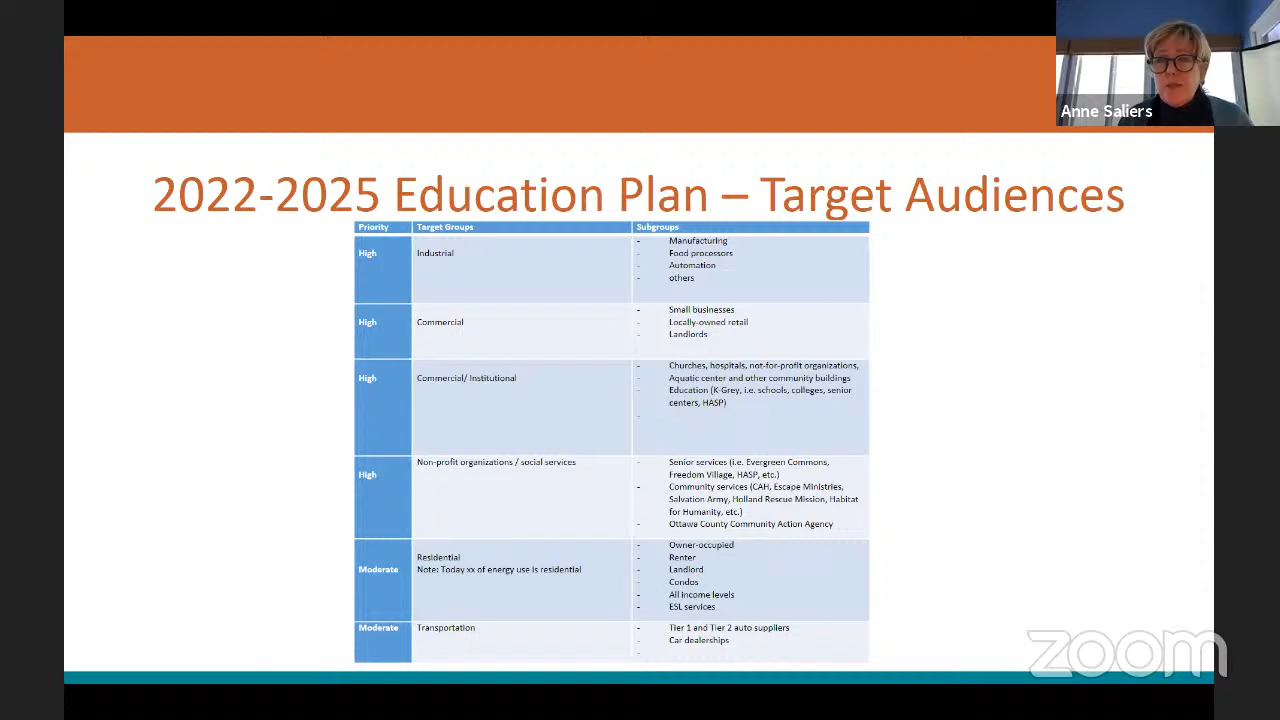 Anne Saliers
2022-2025 Education Plan – Target Audiences
Priority Target Groups Subgroups
High Industrial
- Manufacturing
- Food processors
- Automation
- others
High Commercial
- Small businesses
- Locally-owned retail
- Landlords
High Commercial/ Institutional
- Churches, hospitals, not-for-profit organizations,
- Aquatic center and other community buildings
- Education (K-Grey, i.e. schools, colleges, senior
centers, HASP)
-
High Non-profit organizations / social services
- Senior services (i.e. Evergreen Commons,
Freedom Village, HASP, etc.)
- Community services (CAH, Escape Ministries,
Salvation Army, Holland Rescue Mission, Habitat
for Humanity, etc.)
- Ottawa County Community Action Agency
Moderate Residential
Note: Today xx of energy use is residential
- Owner-occupied
- Renter
- Landlord
- Condos
- All income levels
- ESL services
Moderate Transportation
- Tier 1 and Tier 2 auto suppliers
- Car dealerships
-
zoom